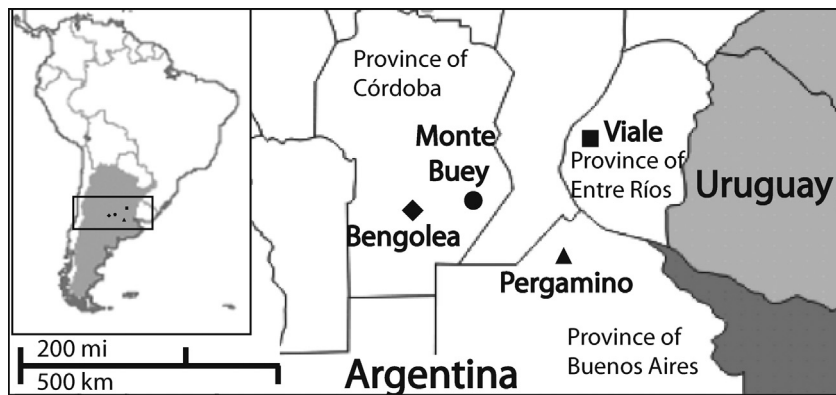 Province of
Córdoba
Monte
Buey
Viale
Province of
Entre Ríos
Uruguay
Bengolea
Pergamino
Province of
Buenos Aires
200 mi
500 km
Argentina